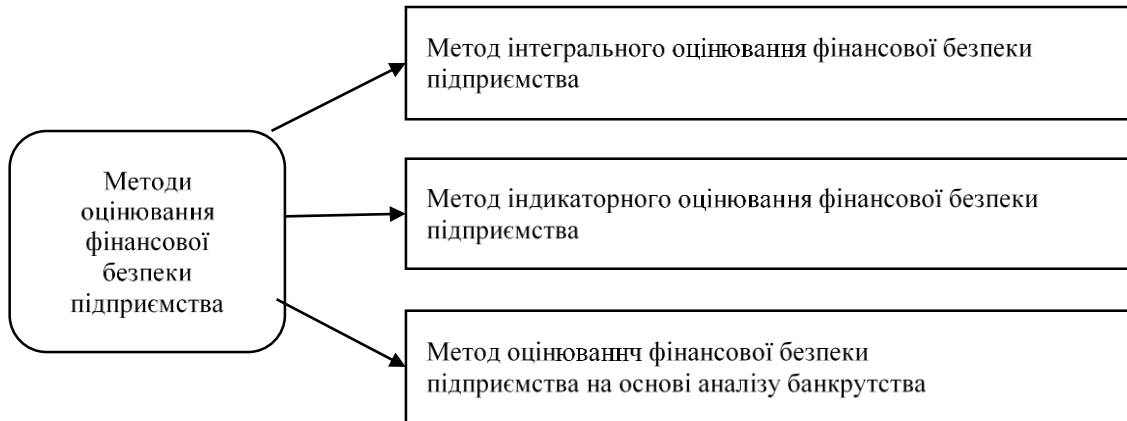 Методи
оцінювання
фінансової
безпеки
підприємства
Метод інтегрального оцінювання фінансової безпеки
підприємства
Метод індикаторного оцінювання фінансової безпеки
підприємства
Метод оцінюваннч фінансової безпеки
підприємства на основі аналізу банкрутства